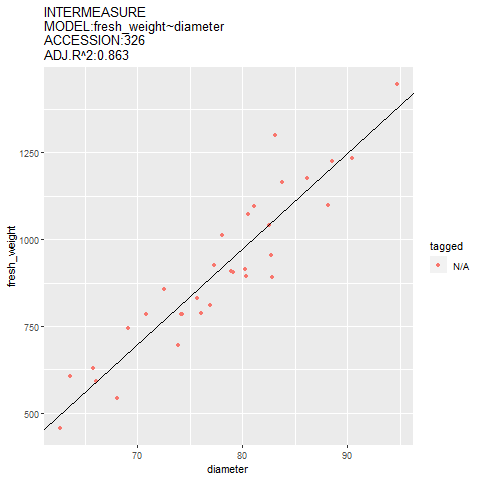 INTERMEASURE
MODEL:fresh_weight~diameter
ACCESSION:326
ADJ.R^2:0.863
1250
1000
750
500
fresh_weight
70
80
90
diameter
tagged
N/A